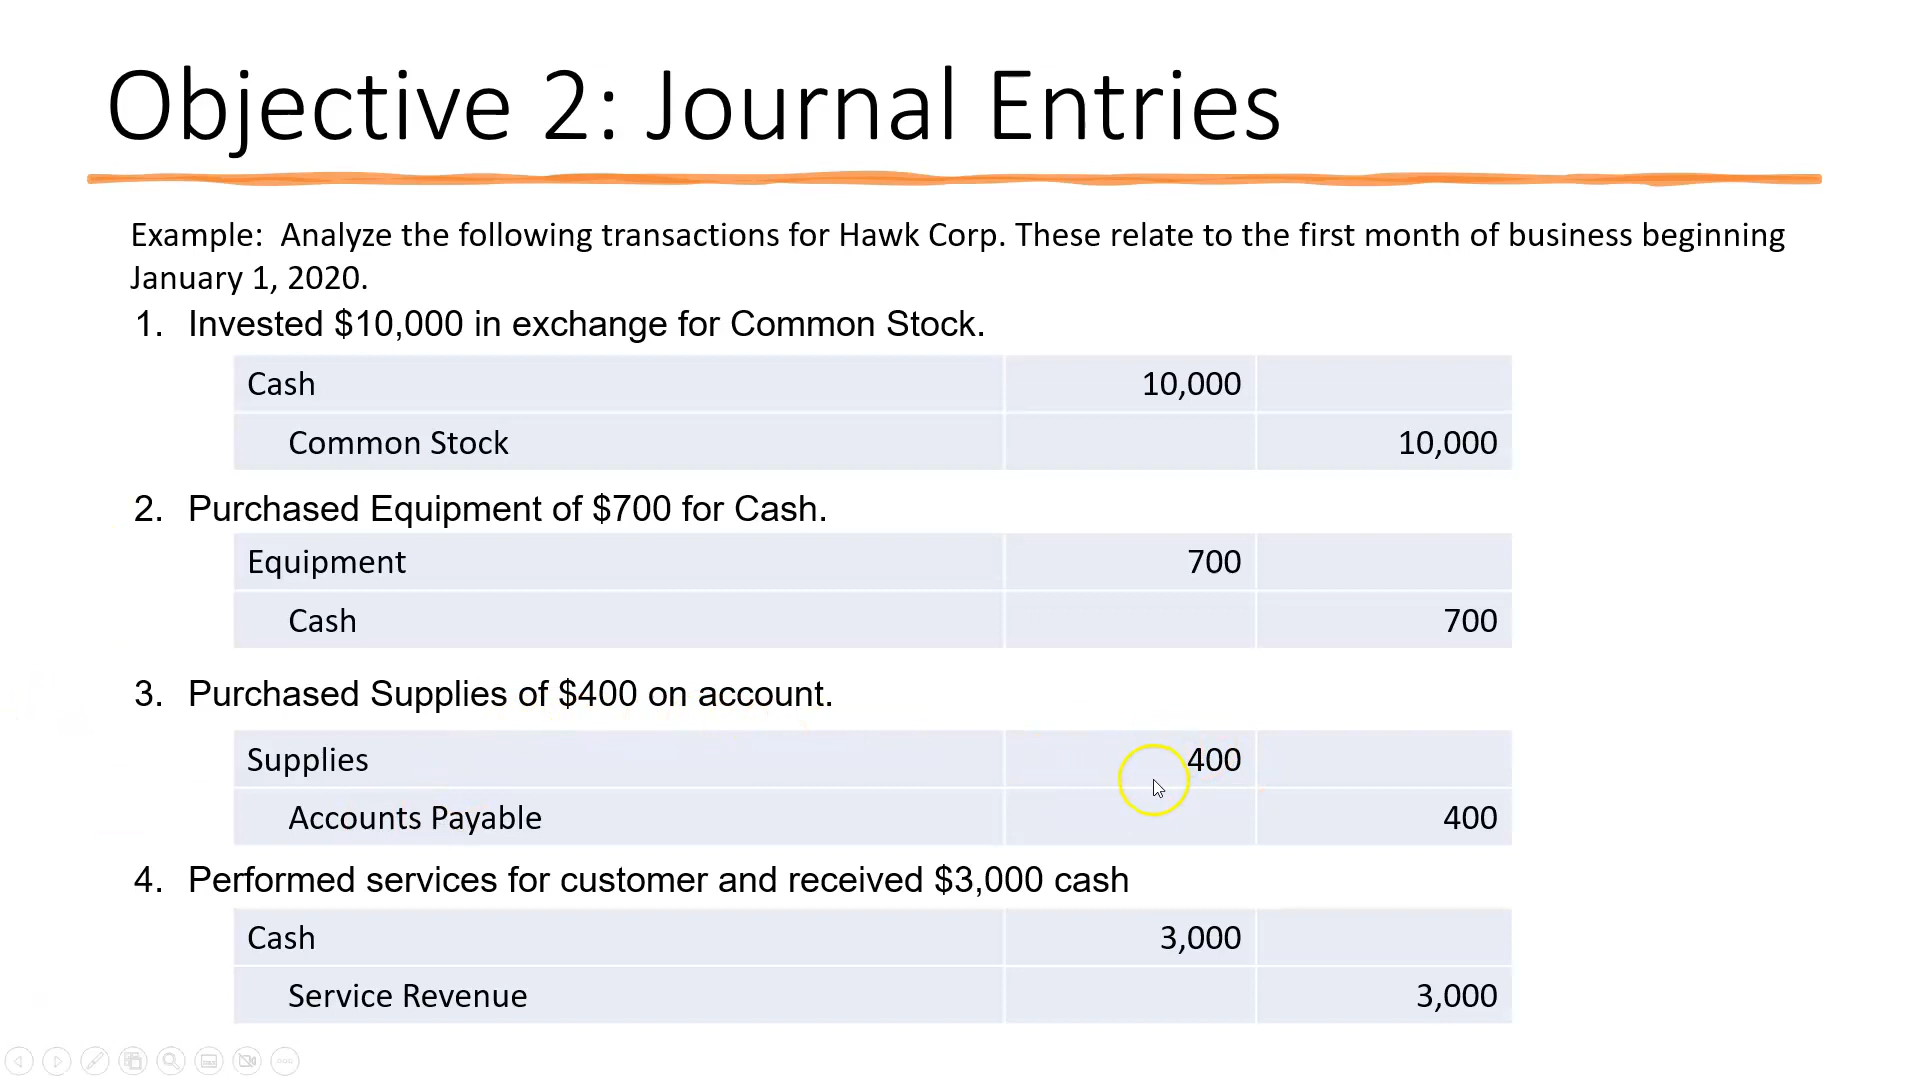 Objective 2: Journal Entries
Example:  Analyze the following transactions for Hawk Corp. These relate to the first month of business beginning
January 1, 2020.
1. Invested $10,000 in exchange for Common Stock.
Cash 10,000
Common Stock 10,000
2. Purchased Equipment of $700 for Cash.
Equipment 700
Cash 700
3. Purchased Supplies of $400 on account.
Supplies 400
Accounts Payable 400
4. Performed services for customer and received $3,000 cash
Cash 3,000
Service Revenue 3,000